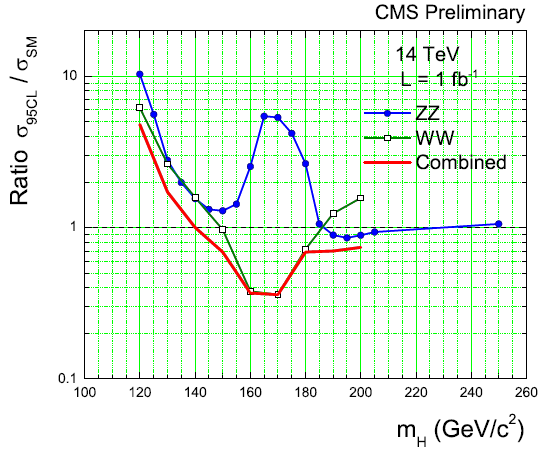 CMS Preliminary
14 TeV
L = 1 fb⁻¹
ZZ
WW
Combined
Ratio σ95CL / σSM
10
1
0.1
100 120 140 160 180 200 220 240 260
mH (GeV/c²)